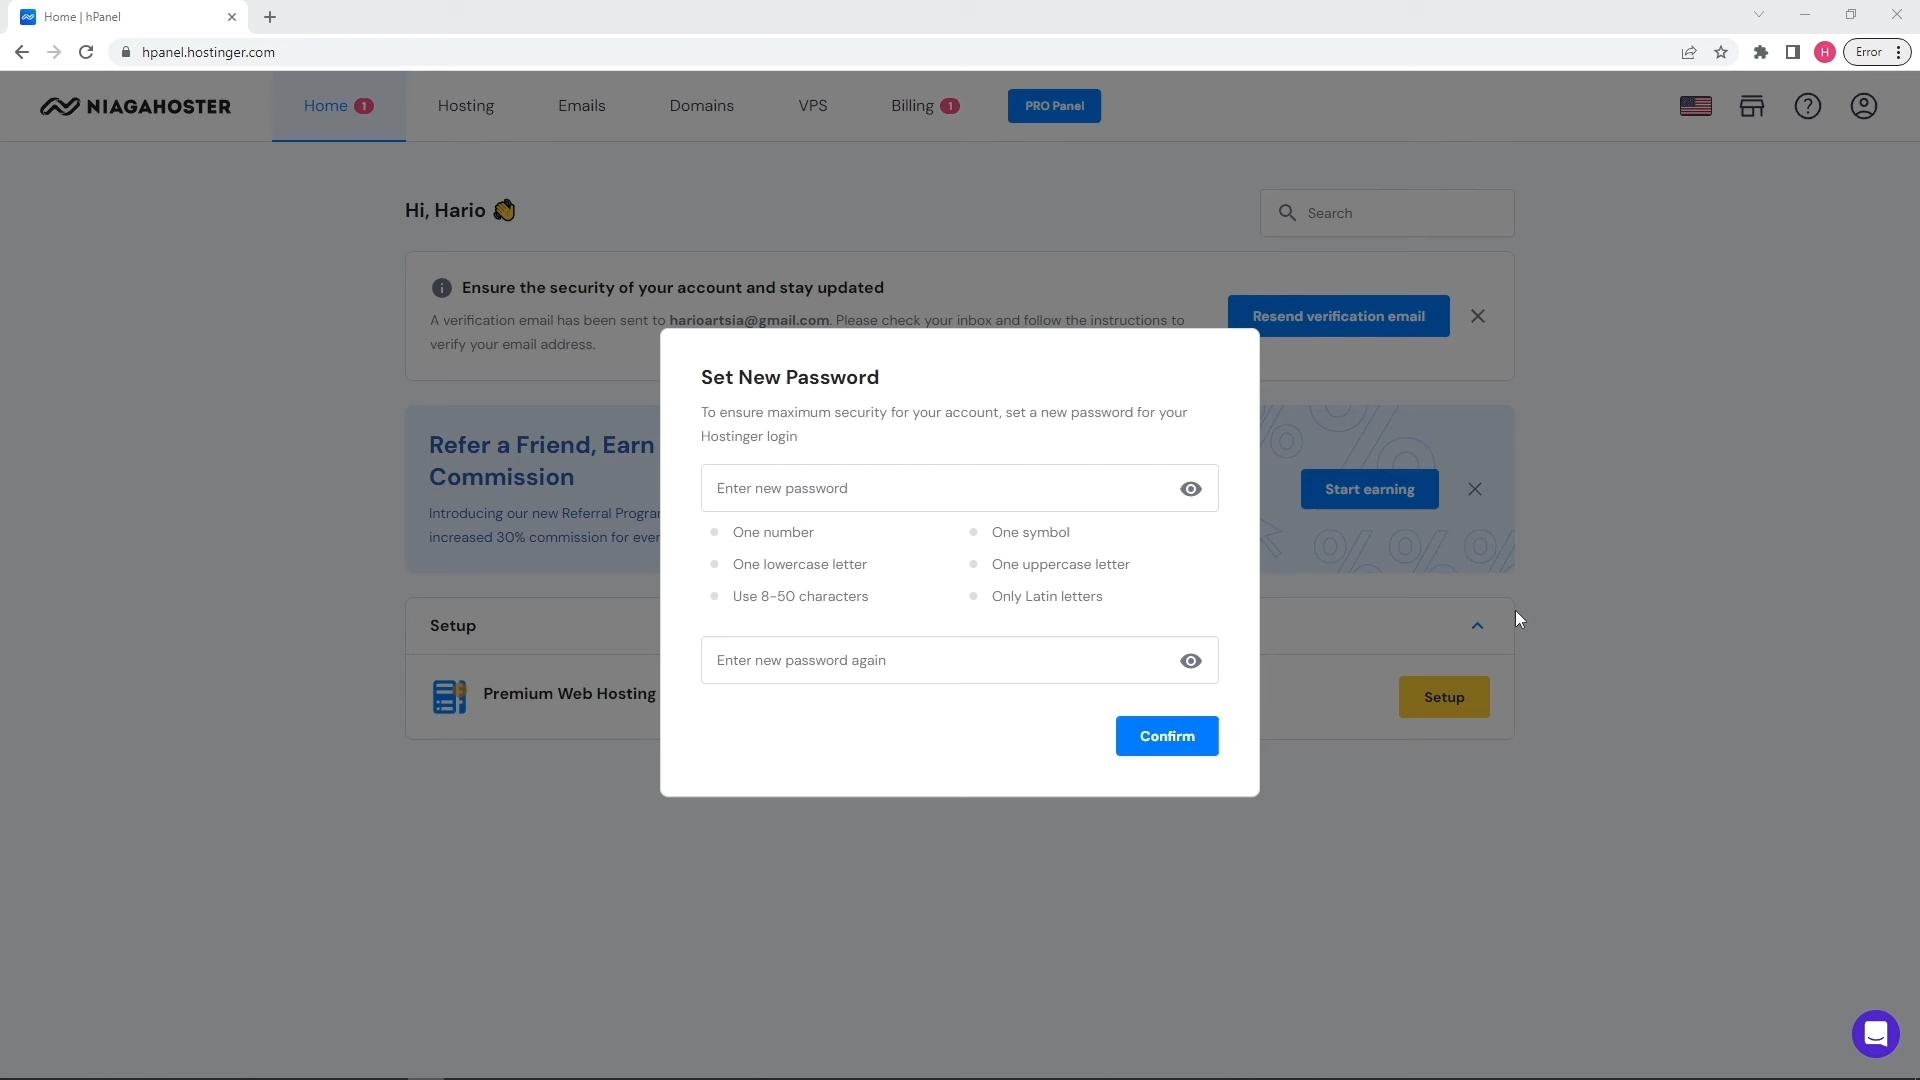 Home | hPanel
hpanel.hostinger.com
H
Error
NIAGAHOSTER
Home 1
Hosting
Emails
Domains
VPS
Billing 1
PRO Panel
Hi, Hario
Search
Ensure the security of your account and stay updated
A verification email has been sent to harioartsia@gmail.com. Please check your inbox and follow the instructions to
verify your email address.
Resend verification email
Refer a Friend, Earn
Commission
Introducing our new Referral
increased 30% commission for
Start earning
Setup
Premium Web Hosting
Setup
Set New Password
To ensure maximum security for your account, set a new password for your
Hostinger login
Enter new password
One number
One symbol
One lowercase letter
One uppercase letter
Use 8-50 characters
Only Latin letters
Enter new password again
Confirm